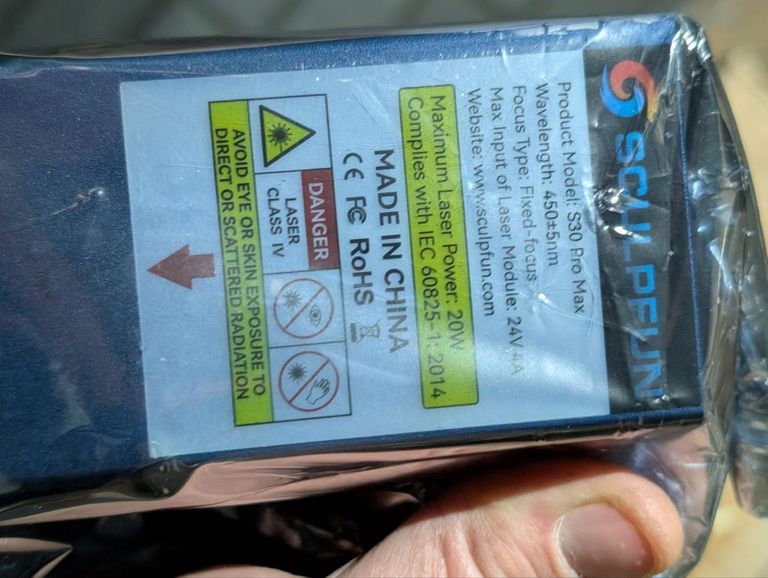 SCULPFUN
Product Model: S30 Pro Max
Wavelength: 450±5nm
Focus Type: Fixed-focus
Max Input of Laser Module: 24V 4A
Website: www.sculpfun.com
Maximum Laser Power: 20W
Complies with IEC 60825-1: 2014
MADE IN CHINA
CE FC RoHS
DANGER
LASER
CLASS IV
AVOID EYE OR SKIN EXPOSURE TO
DIRECT OR SCATTERED RADIATION